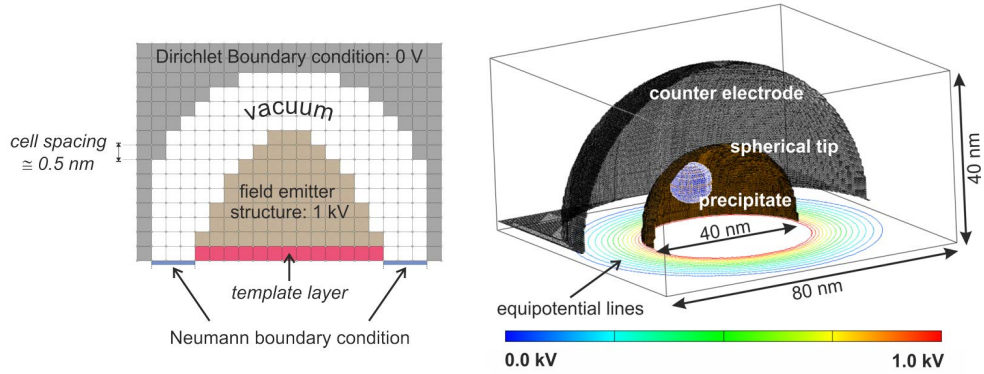 Dirichlet Boundary condition: 0 V
vacuum
cell spacing
≅ 0.5 nm
field emitter
structure: 1 kV
template layer
Neumann boundary condition
counter electrode
spherical tip
precipitate
40 nm
40 nm
80 nm
equipotential lines
0.0 kV
1.0 kV